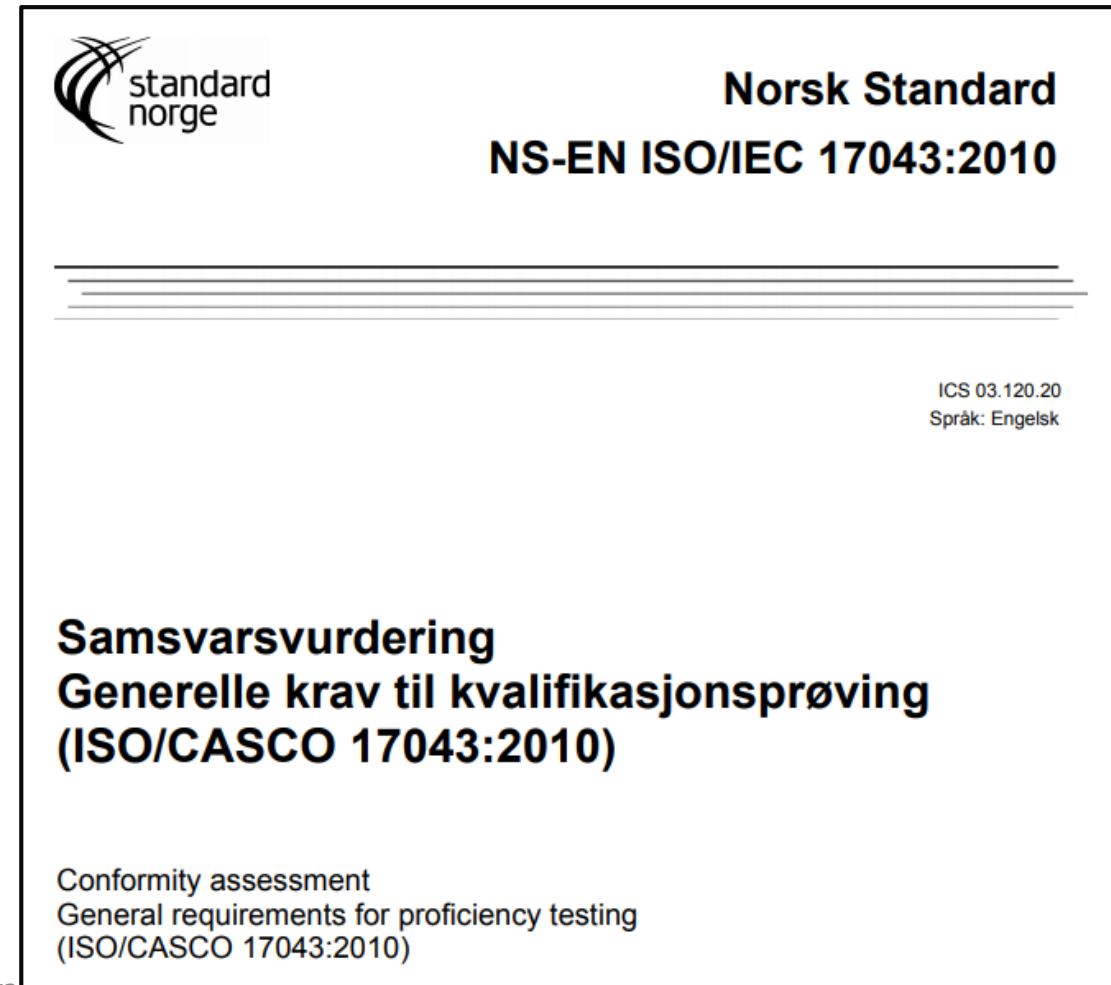 standard
norge
Norsk Standard
NS-EN ISO/IEC 17043:2010
ICS 03.120.20
Språk: Engelsk
Samsvarsvurdering
Generelle krav til kvalifikasjonsprøving
(ISO/CASCO 17043:2010)
Conformity assessment
General requirements for proficiency testing
(ISO/CASCO 17043:2010)